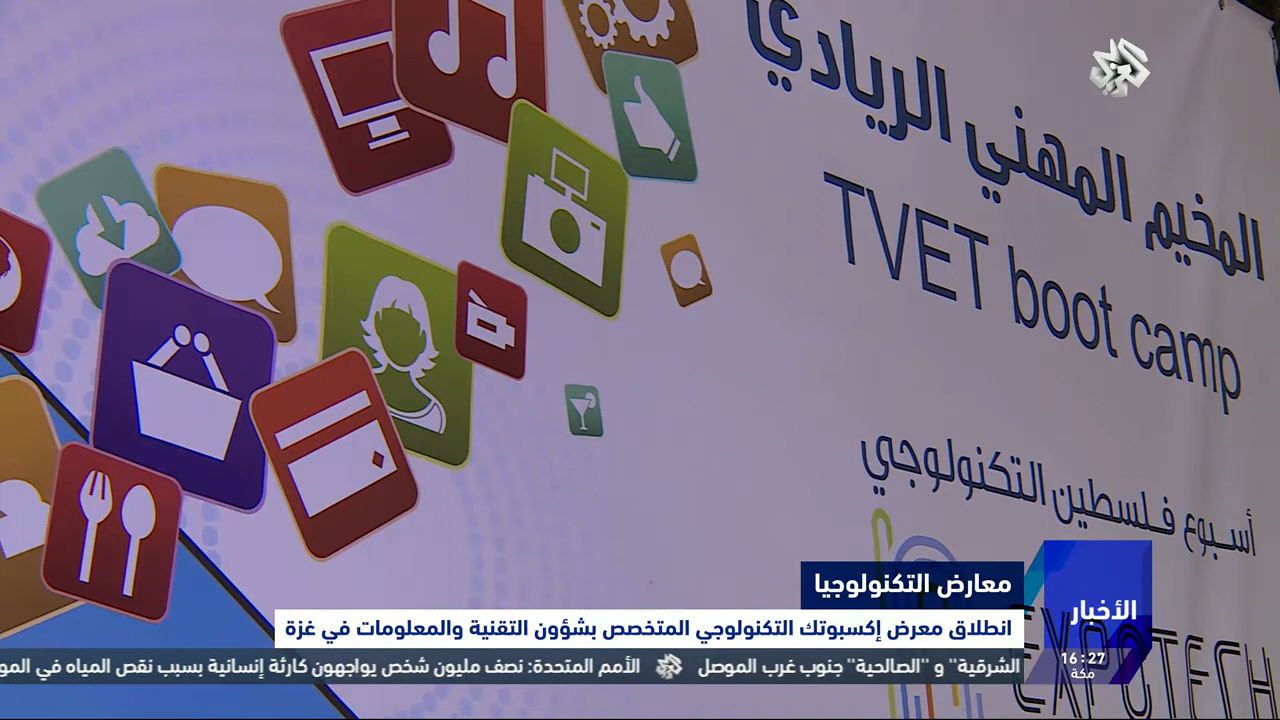 المخيم المهني الريادي
TVET boot camp
أسبوع فلسطين التكنولوجي
EXPOTECH
معارض التكنولوجيا
انطلاق معرض إكسبوتك التكنولوجي المتخصص بشؤون التقنية والمعلومات في غزة
الأخبار
16:27
مكة
الشرقية" و "الصالحية" جنوب غرب الموصل
الأمم المتحدة: نصف مليون شخص يواجهون كارثة إنسانية بسبب نقص المياه في